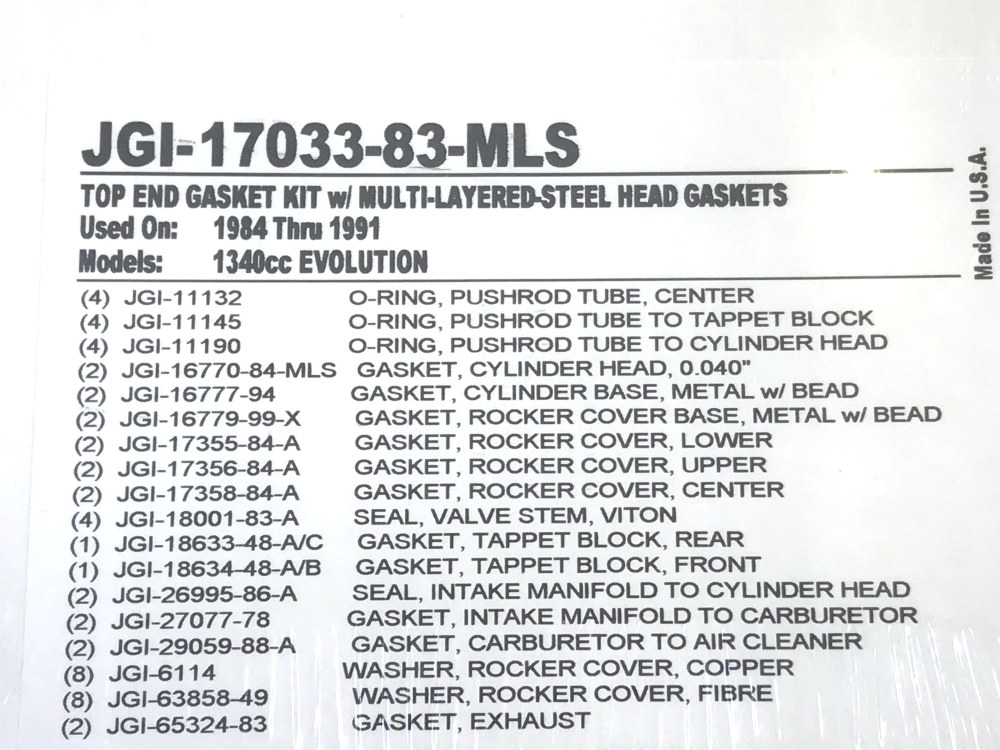 JGI-17033-83-MLS
TOP END GASKET KIT w/ MULTI-LAYERED-STEEL HEAD GASKETS
Used On: 1984 Thru 1991
Models: 1340cc EVOLUTION
Made In U.S.A.
(4) JGI-11132 O-RING, PUSHROD TUBE, CENTER
(4) JGI-11145 O-RING, PUSHROD TUBE TO TAPPET BLOCK
(4) JGI-11190 O-RING, PUSHROD TUBE TO CYLINDER HEAD
(2) JGI-16770-84-MLS GASKET, CYLINDER HEAD, 0.040"
(2) JGI-16777-94 GASKET, CYLINDER BASE, METAL w/ BEAD
(2) JGI-16779-99-X GASKET, ROCKER COVER BASE, METAL w/ BEAD
(2) JGI-17355-84-A GASKET, ROCKER COVER, LOWER
(2) JGI-17356-84-A GASKET, ROCKER COVER, UPPER
(2) JGI-17358-84-A GASKET, ROCKER COVER, CENTER
(4) JGI-18001-83-A SEAL, VALVE STEM, VITON
(1) JGI-18633-48-A/C GASKET, TAPPET BLOCK, REAR
(1) JGI-18634-48-A/B GASKET, TAPPET BLOCK, FRONT
(2) JGI-26995-86-A SEAL, INTAKE MANIFOLD TO CYLINDER HEAD
(2) JGI-27077-78 GASKET, INTAKE MANIFOLD TO CARBURETOR
(2) JGI-29059-88-A GASKET, CARBURETOR TO AIR CLEANER
(8) JGI-6114 WASHER, ROCKER COVER, COPPER
(8) JGI-63858-49 WASHER, ROCKER COVER, FIBRE
(2) JGI-65324-83 GASKET, EXHAUST